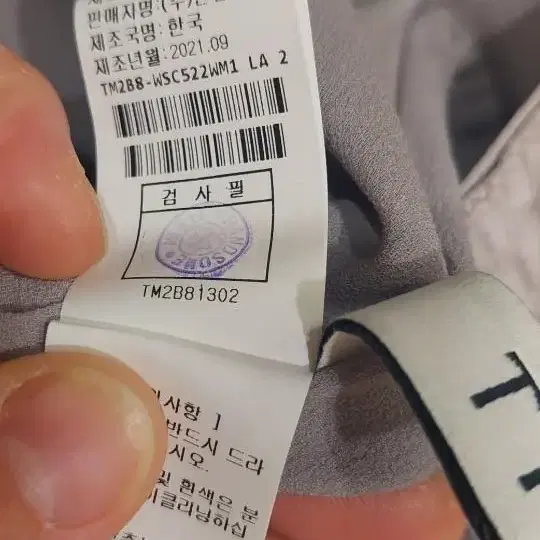 판매자명:(주)
제조국명: 한국
제조년월: 2021.09
TM2B8-WSC522WM1 LA 2
검 사 필
TM2B81302
의사항 ]
반드시 드라
시오.
및 흰색은 분
이클리닝하십
T